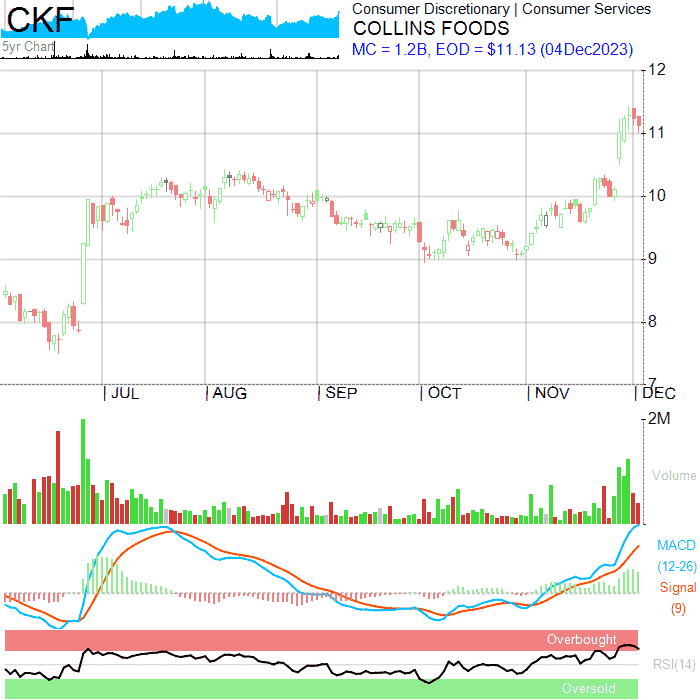 CKF
5yr Chart
Consumer Discretionary | Consumer Services
COLLINS FOODS
MC = 1.2B, EOD = $11.13 (04Dec2023)
12
11
10
9
8
7
JUL AUG SEP OCT NOV DEC
2M
Volume
MACD
(12-26)
Signal
(9)
Overbought
RSI(14)
Oversold